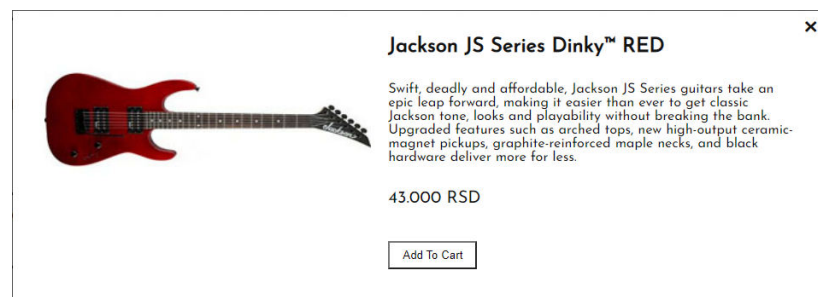 Jackson JS Series Dinky™ RED
Swift, deadly and affordable, Jackson JS Series guitars take an
epic leap forward, making it easier than ever to get classic
Jackson tone, looks and playability without breaking the bank.
Upgraded features such as arched tops, new high-output ceramic-
magnet pickups, graphite-reinforced maple necks, and black
hardware deliver more for less.
43.000 RSD
Add To Cart